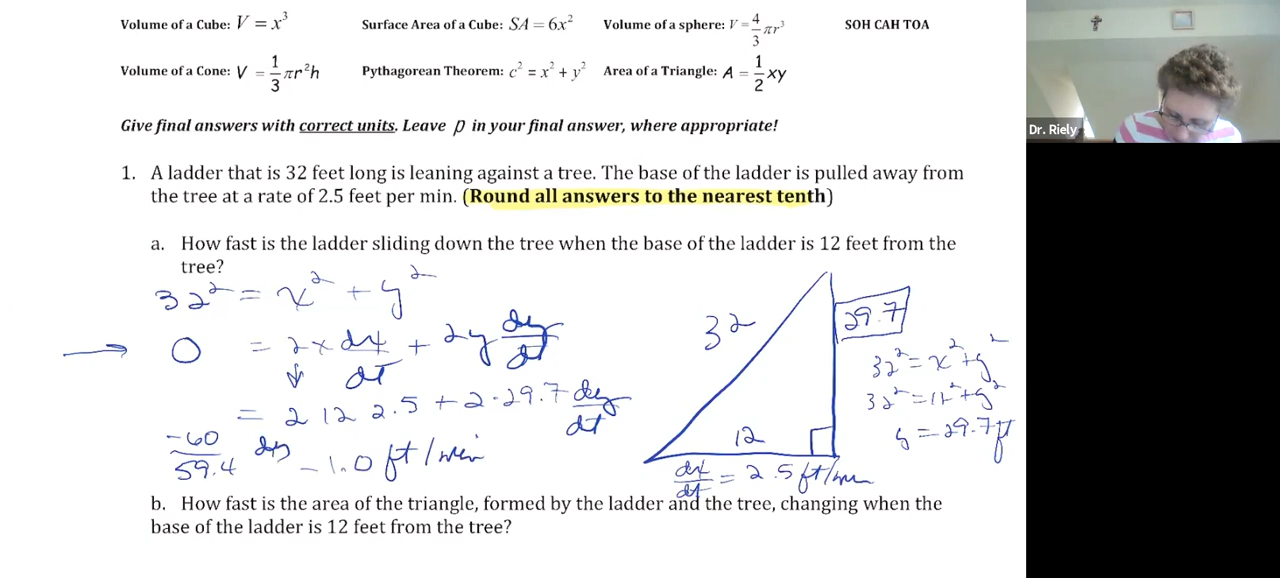 Volume of a Cube: V = x³ Surface Area of a Cube: SA = 6x² Volume of a sphere: V = 4/3 πr³ SOH CAH TOA
Volume of a Cone: V = 1/3 πr²h Pythagorean Theorem: c² = x² + y² Area of a Triangle: A = 1/2 xy
Give final answers with correct units. Leave p in your final answer, where appropriate!
Dr. Riely
1. A ladder that is 32 feet long is leaning against a tree. The base of the ladder is pulled away from
the tree at a rate of 2.5 feet per min. (Round all answers to the nearest tenth)
a. How fast is the ladder sliding down the tree when the base of the ladder is 12 feet from the
tree?
32² = x² + y²
→ 0 = 2x dx/dt + 2y dy/dt
= 2 12 2.5 + 2·29.7 dy/dt
-60/59.4 dy -1.0 ft/min
32
29.7
12
dx/dt = 2.5 ft/min
32² = x² + y²
32² = 12² + y²
y = 29.7 ft
b. How fast is the area of the triangle, formed by the ladder and the tree, changing when the
base of the ladder is 12 feet from the tree?